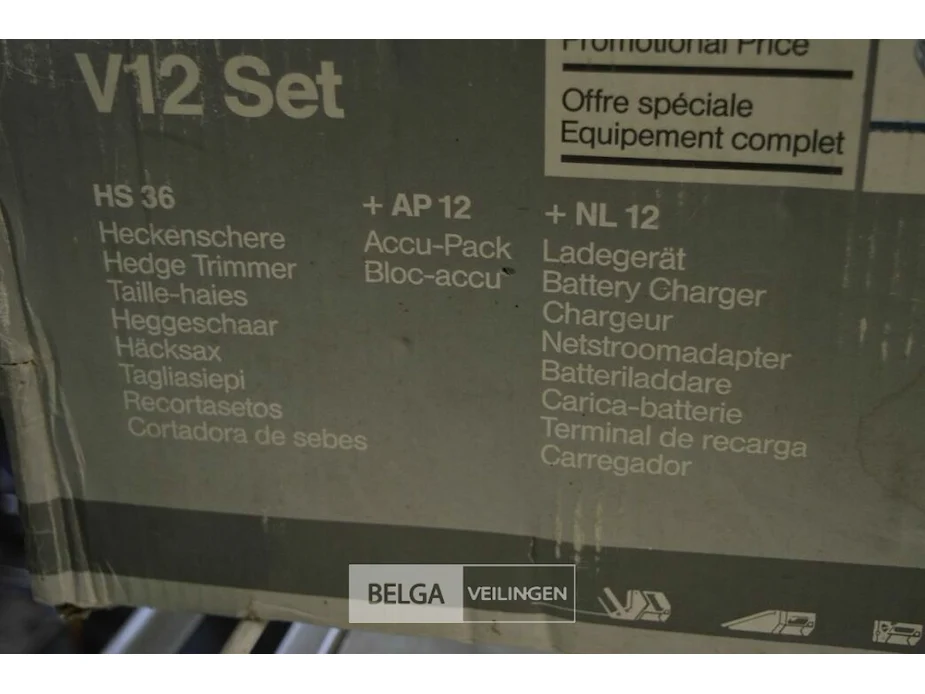 V12 Set
Promotional Price
Offre spéciale
Equipement complet
HS 36
Heckenschere
Hedge Trimmer
Taille-haies
Heggeschaar
Häcksax
Tagliasiepi
Recortasetos
Cortadora de sebes
+ AP 12
Accu-Pack
Bloc-accu
+ NL 12
Ladegerät
Battery Charger
Chargeur
Netstroomadapter
Batteriladdare
Carica-batterie
Terminal de recarga
Carregador
BELGA VEILINGEN